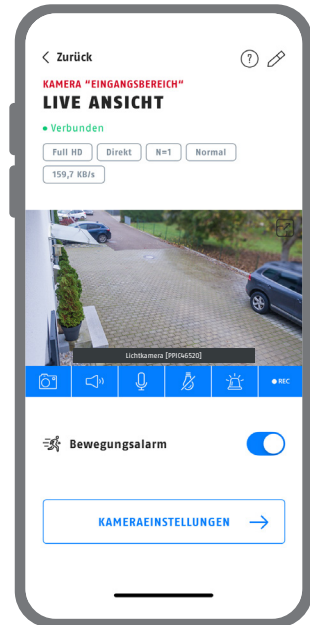 Zurück
KAMERA “EINGANGSBEREICH”
LIVE ANSICHT
Verbunden
Full HD Direkt N=1 Normal
159,7 KB/s
Lichtkamera [PPIC46520]
REC
Bewegungsalarm
KAMERAEINSTELLUNGEN